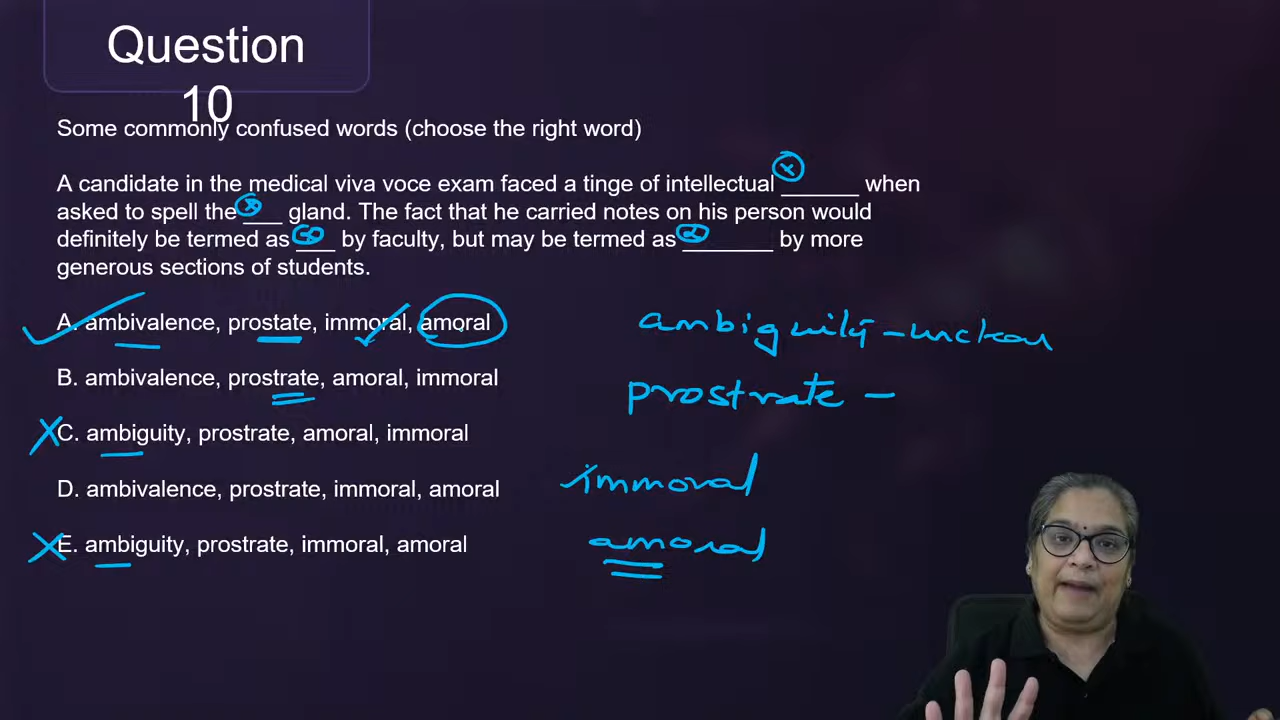 Question
10
Some commonly confused words (choose the right word)
A candidate in the medical viva voce exam faced a tinge of intellectual _______ when
asked to spell the ___ gland. The fact that he carried notes on his person would
definitely be termed as ___ by faculty, but may be termed as ________ by more
generous sections of students.
A. ambivalence, prostate, immoral, amoral
B. ambivalence, prostrate, amoral, immoral
C. ambiguity, prostrate, amoral, immoral
D. ambivalence, prostrate, immoral, amoral
E. ambiguity, prostrate, immoral, amoral
ambiguity - unclear
prostrate -
immoral
amoral